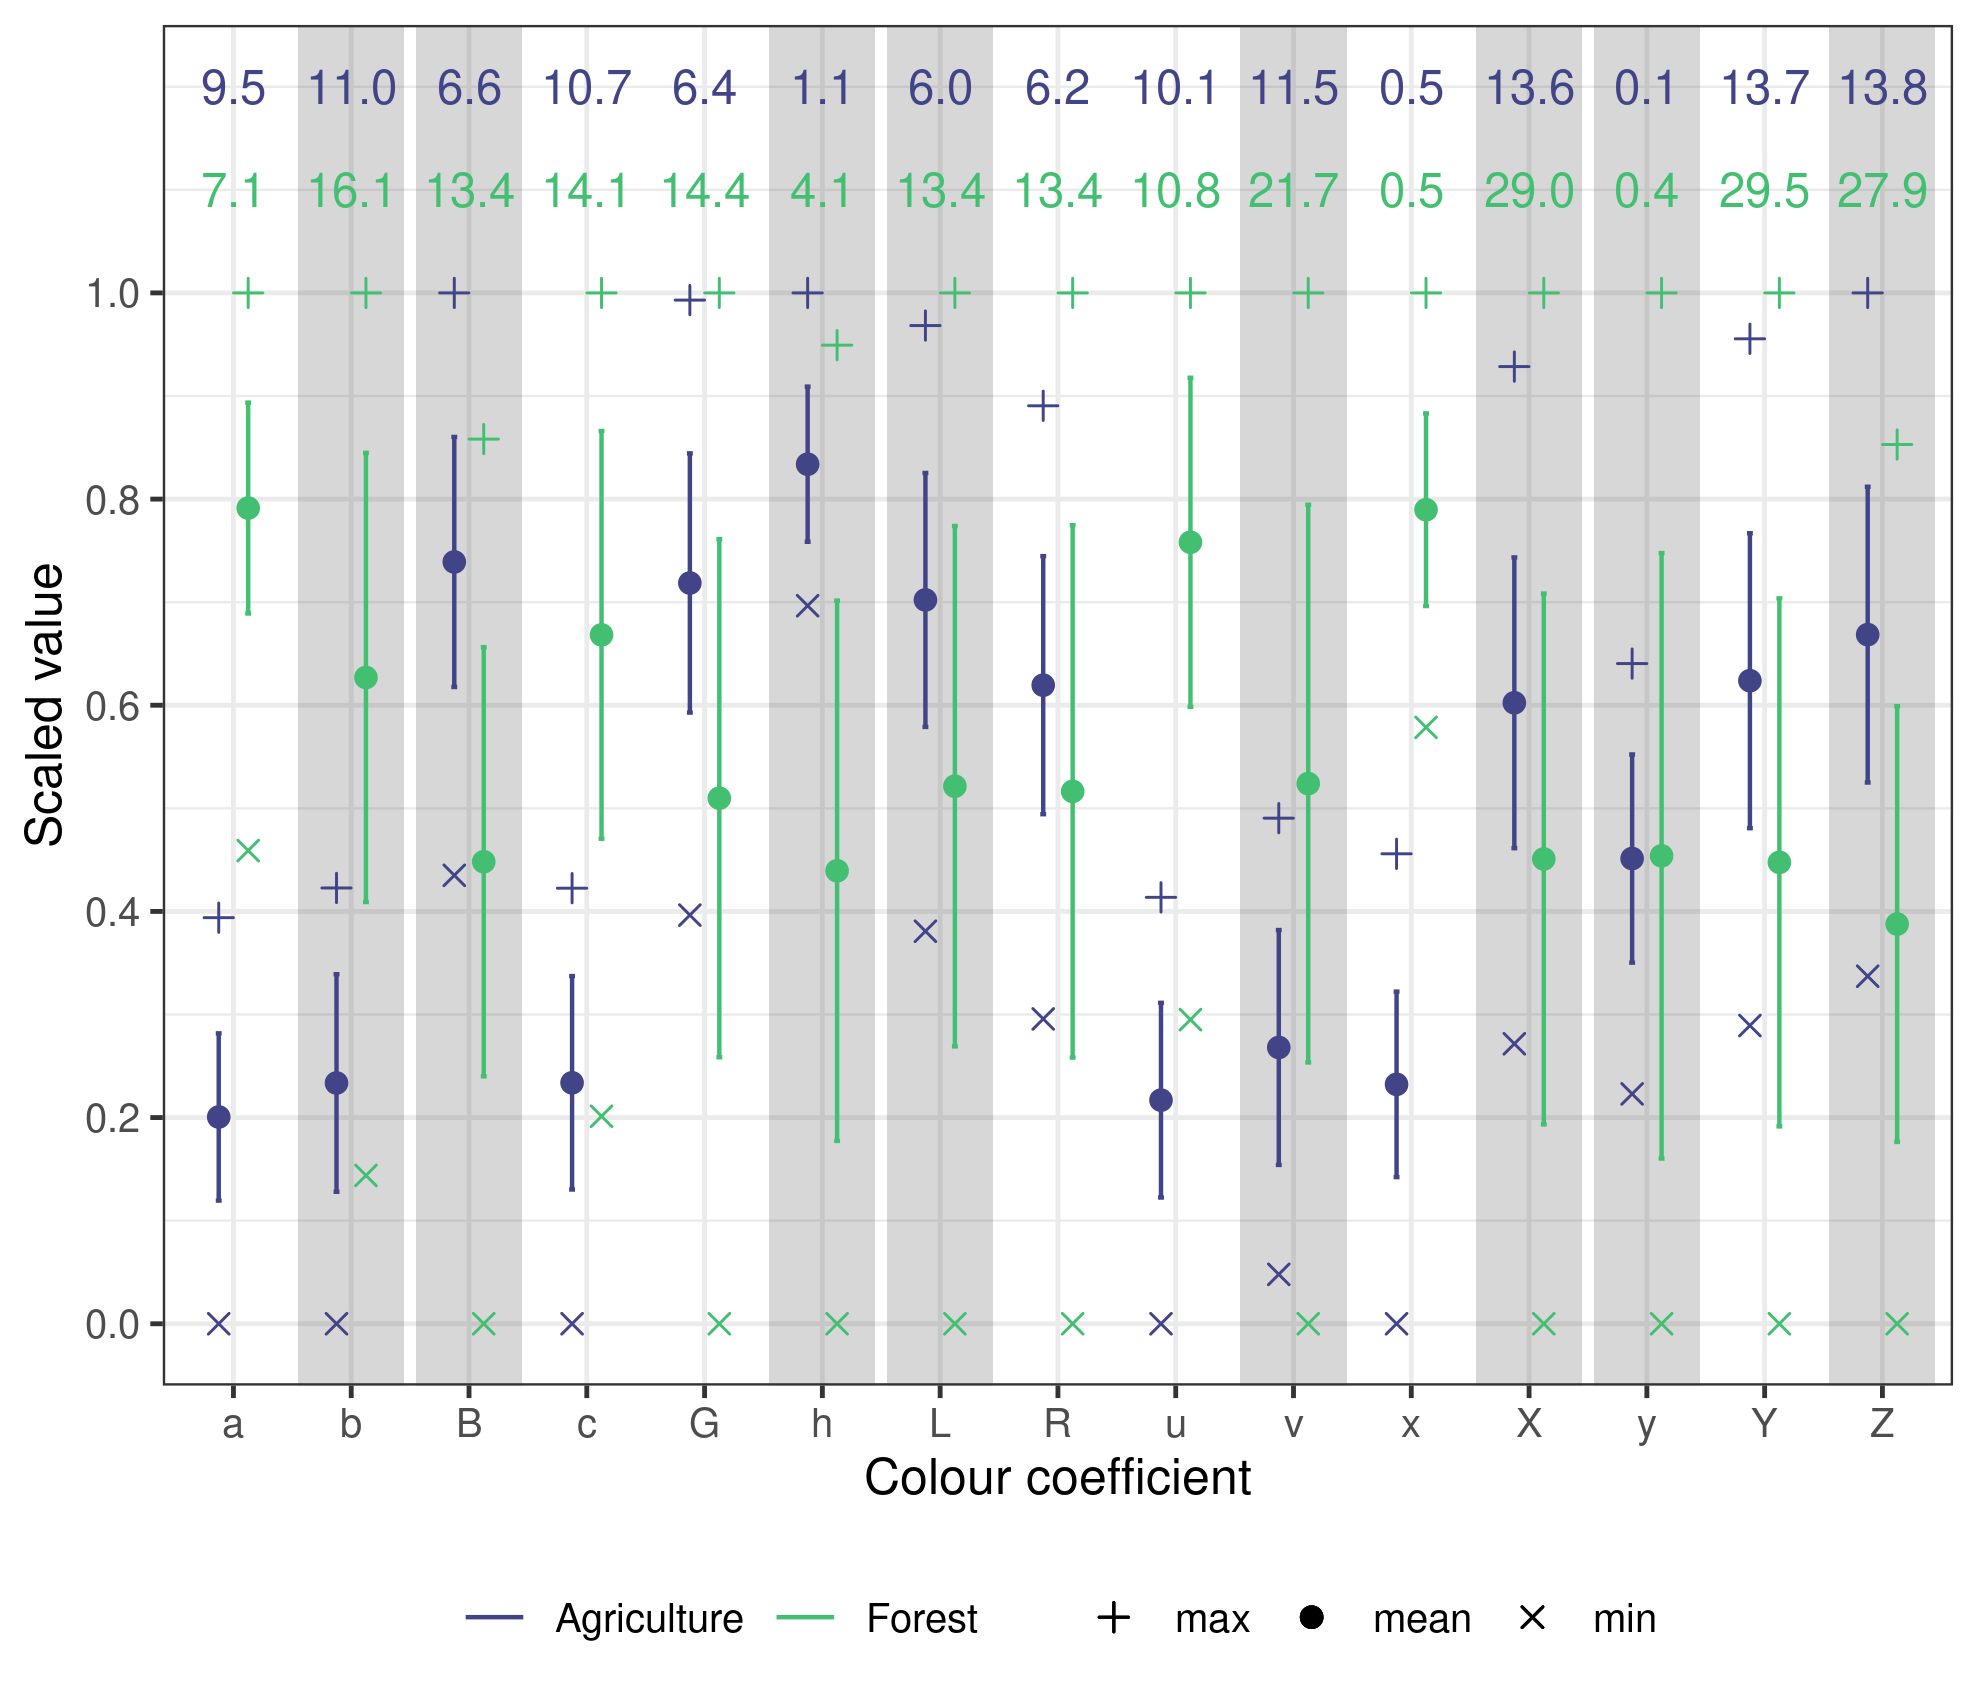 9.5 11.0 6.6 10.7 6.4 1.1 6.0 6.2 10.1 11.5 0.5 13.6 0.1 13.7 13.8
7.1 16.1 13.4 14.1 14.4 4.1 13.4 13.4 10.8 21.7 0.5 29.0 0.4 29.5 27.9
1.0
0.8
0.6
0.4
0.2
0.0
Scaled value
a b B c G h L R u v x X y Y Z
Colour coefficient
Agriculture Forest max mean min